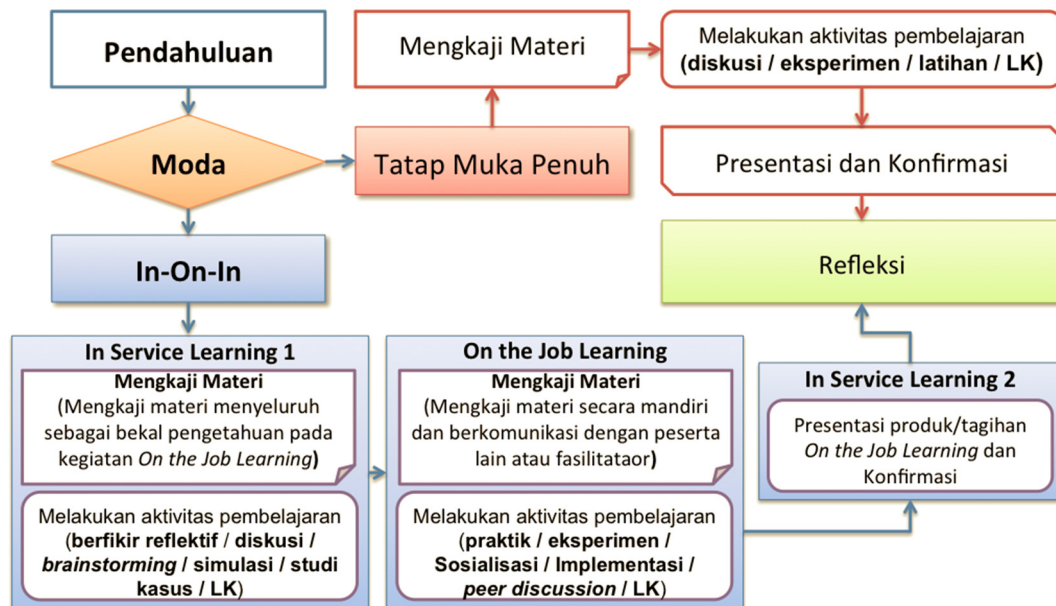 Pendahuluan
Moda
Tatap Muka Penuh
Mengkaji Materi
Melakukan aktivitas pembelajaran
(diskusi / eksperimen / latihan / LK)
Presentasi dan Konfirmasi
Refleksi
In-On-In
In Service Learning 1
Mengkaji Materi
(Mengkaji materi menyeluruh
sebagai bekal pengetahuan pada
kegiatan On the Job Learning)
Melakukan aktivitas pembelajaran
(berfikir reflektif / diskusi /
brainstorming / simulasi / studi
kasus / LK)
On the Job Learning
Mengkaji Materi
(Mengkaji materi secara mandiri
dan berkomunikasi dengan peserta
lain atau fasilitataor)
Melakukan aktivitas pembelajaran
(praktik / eksperimen /
Sosialisasi / Implementasi /
peer discussion / LK)
In Service Learning 2
Presentasi produk/tagihan
On the Job Learning dan
Konfirmasi